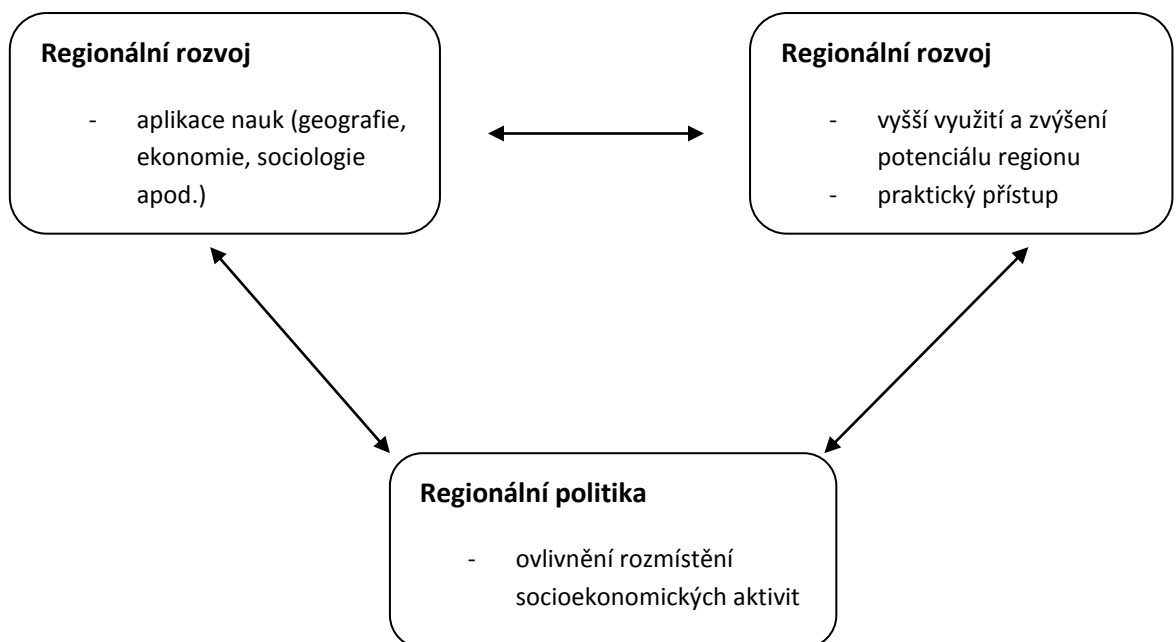 Regionální rozvoj
- aplikace nauk (geografie,
ekonomie, sociologie
apod.)
Regionální rozvoj
- vyšší využití a zvýšení
potenciálu regionu
- praktický přístup
Regionální politika
- ovlivnění rozmístění
socioekonomických aktivit